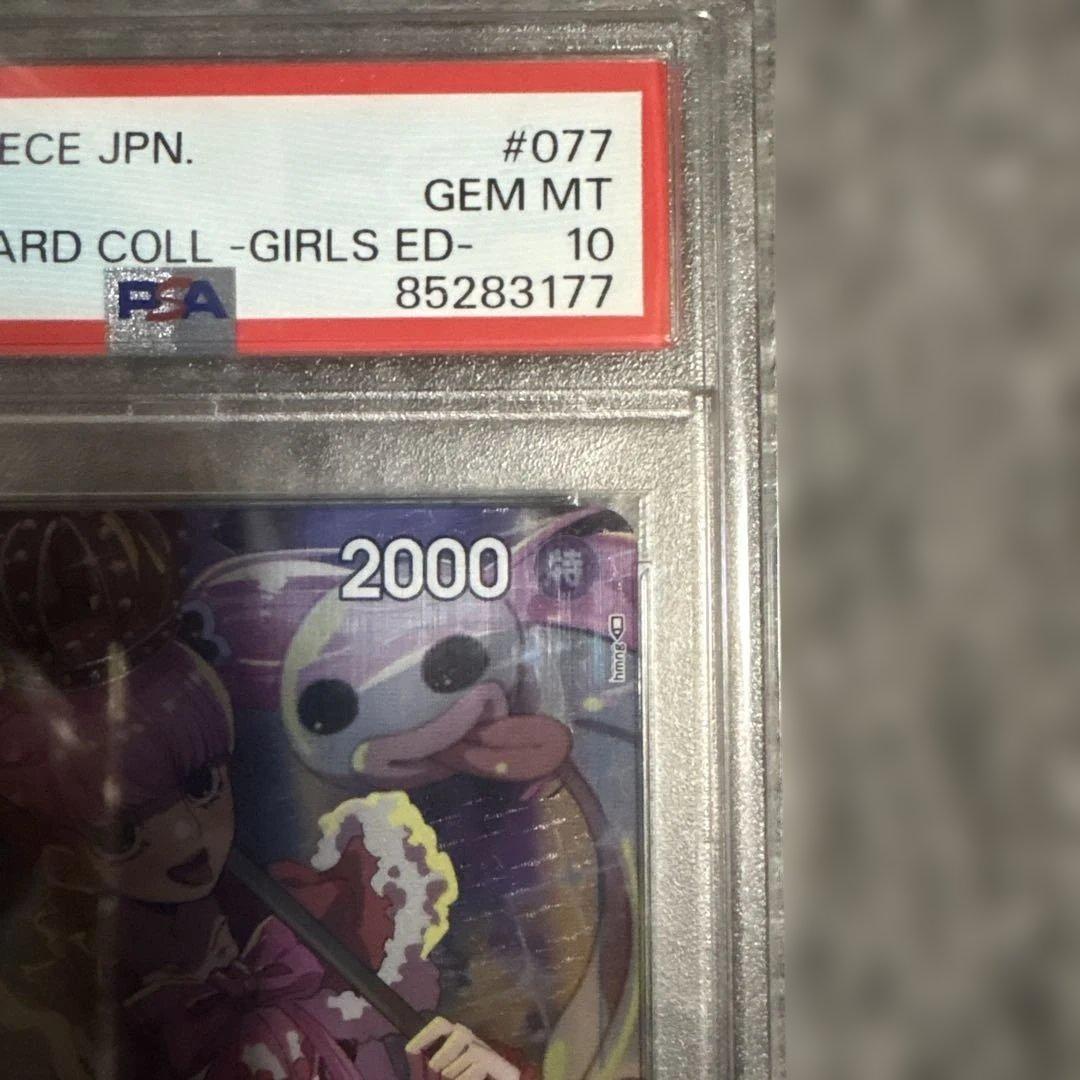 ECE JPN. #077
GEM MT
ARD COLL -GIRLS ED- 10
PSA 85283177
2000 特
hmng